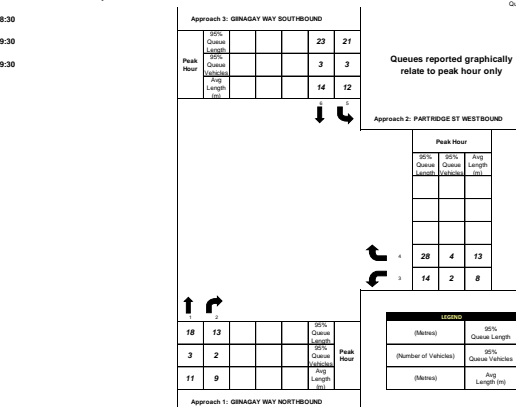 Qu
8:30
9:30
9:30
Approach 3: GIINAGAY WAY SOUTHBOUND
Peak Hour
95% Queue Length 23 21
95% Queue Vehicles 3 3
Avg Length (m) 14 12
6 5
Queues reported graphically
relate to peak hour only
Approach 2: PARTRIDGE ST WESTBOUND
Peak Hour
95% Queue Length 95% Queue Vehicles Avg Length (m)
4 28 4 13
3 14 2 8
1 2
18 13 95% Queue Length
3 2 95% Queue Vehicles
11 9 Avg Length (m)
Peak Hour
Approach 1: GIINAGAY WAY NORTHBOUND
LEGEND
(Metres) 95% Queue Length
(Number of Vehicles) 95% Queue Vehicles
(Metres) Avg Length (m)